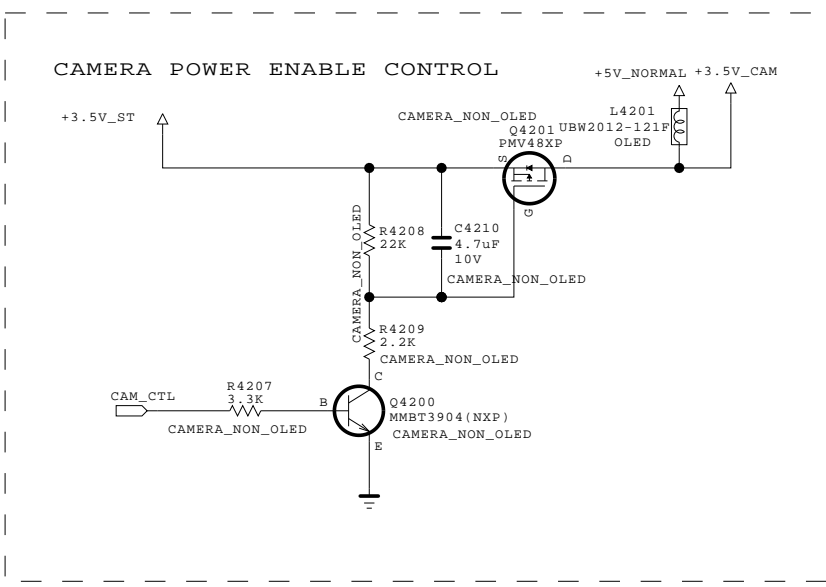 CAMERA POWER ENABLE CONTROL
+5V_NORMAL
+3.5V_CAM
+3.5V_ST
CAMERA_NON_OLED
L4201
UBW2012-121F
OLED
Q4201
PMV48XP
S
D
G
CAMERA_NON_OLED
R4208
22K
C4210
4.7uF
10V
CAMERA_NON_OLED
R4209
2.2K
CAMERA_NON_OLED
C
CAM_CTL
R4207
3.3K
CAMERA_NON_OLED
B
Q4200
MMBT3904(NXP)
CAMERA_NON_OLED
E